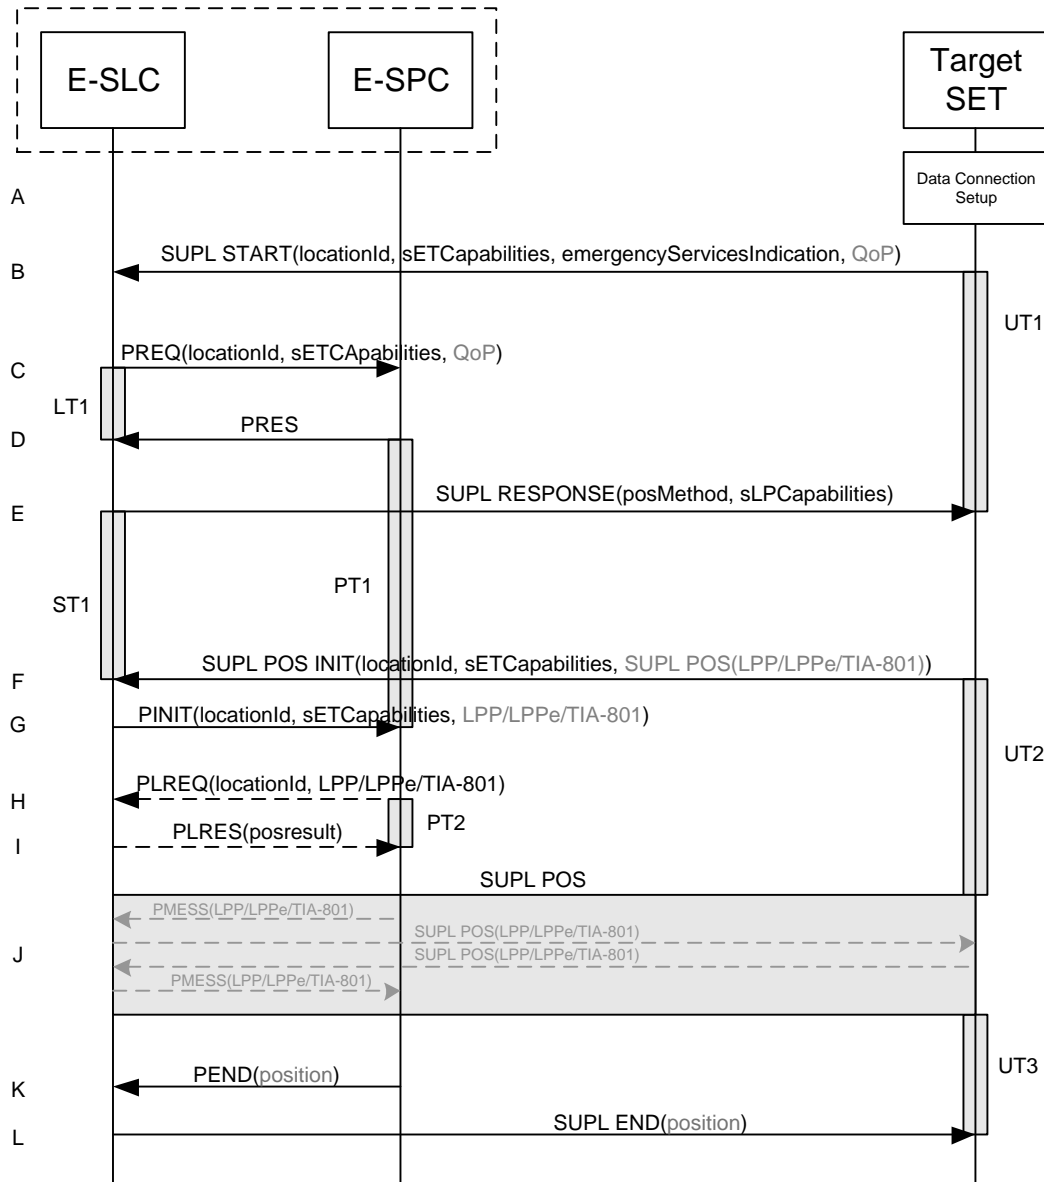 E-SLC
E-SPC
Target
SET
Data Connection
Setup
A
SUPL START(locationId, sETCapabilities, emergencyServicesIndication, QoP)
B
UT1
PREQ(locationId, sETCApabilities, QoP)
C
LT1
PRES
D
SUPL RESPONSE(posMethod, sLPCapabilities)
E
PT1
ST1
SUPL POS INIT(locationId, sETCapabilities, SUPL POS(LPP/LPPe/TIA-801))
F
PINIT(locationId, sETCapabilities, LPP/LPPe/TIA-801)
G
UT2
PLREQ(locationId, LPP/LPPe/TIA-801)
H
PT2
PLRES(posresult)
I
SUPL POS
PMESS(LPP/LPPe/TIA-801)
SUPL POS(LPP/LPPe/TIA-801)
J
SUPL POS(LPP/LPPe/TIA-801)
PMESS(LPP/LPPe/TIA-801)
UT3
PEND(position)
K
SUPL END(position)
L